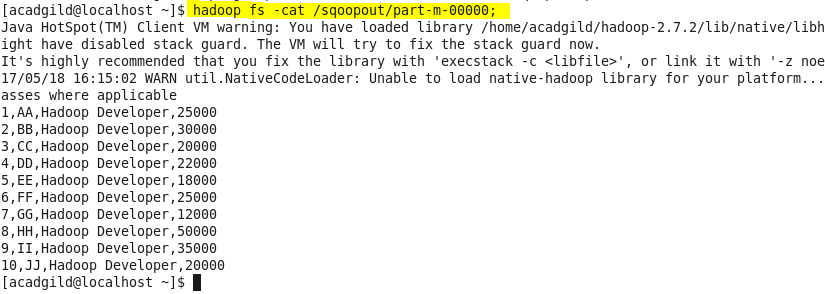 [acadgild@localhost ~]$ hadoop fs -cat /sqoopout/part-m-00000;
Java HotSpot(TM) Client VM warning: You have loaded library /home/acadgild/hadoop-2.7.2/lib/native/libh
ight have disabled stack guard. The VM will try to fix the stack guard now.
It's highly recommended that you fix the library with 'execstack -c <libfile>', or link it with '-z noe
17/05/18 16:15:02 WARN util.NativeCodeLoader: Unable to load native-hadoop library for your platform...
asses where applicable
1,AA,Hadoop Developer,25000
2,BB,Hadoop Developer,30000
3,CC,Hadoop Developer,20000
4,DD,Hadoop Developer,22000
5,EE,Hadoop Developer,18000
6,FF,Hadoop Developer,25000
7,GG,Hadoop Developer,12000
8,HH,Hadoop Developer,50000
9,II,Hadoop Developer,35000
10,JJ,Hadoop Developer,20000
[acadgild@localhost ~]$